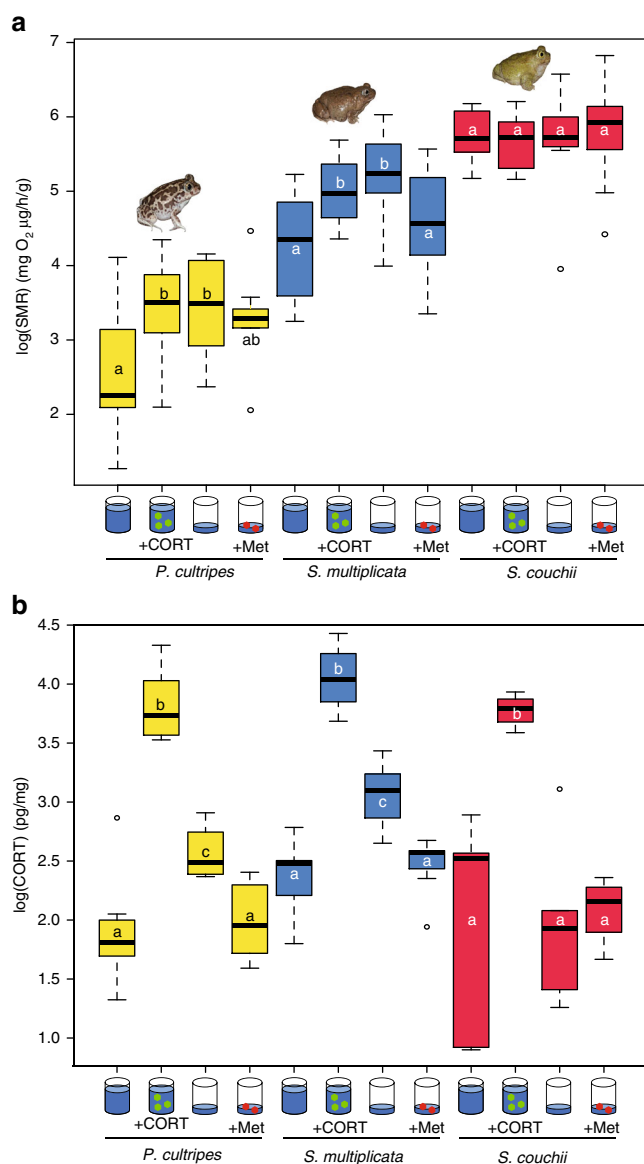 a
7
6
5
4
3
2
log(SMR) (mg O₂ µg/h/g)
a
b
b
ab
a
b
b
a
a
a
a
a
+CORT +Met +CORT +Met +CORT +Met
P. cultripes S. multiplicata S. couchii
b
4.5
4.0
3.5
3.0
2.5
2.0
1.0
log(CORT) (pg/mg)
a
b
c
a
a
b
c
a
a
b
a
a
1.5
+CORT +Met +CORT +Met +CORT +Met
P. cultripes S. multiplicata S. couchii